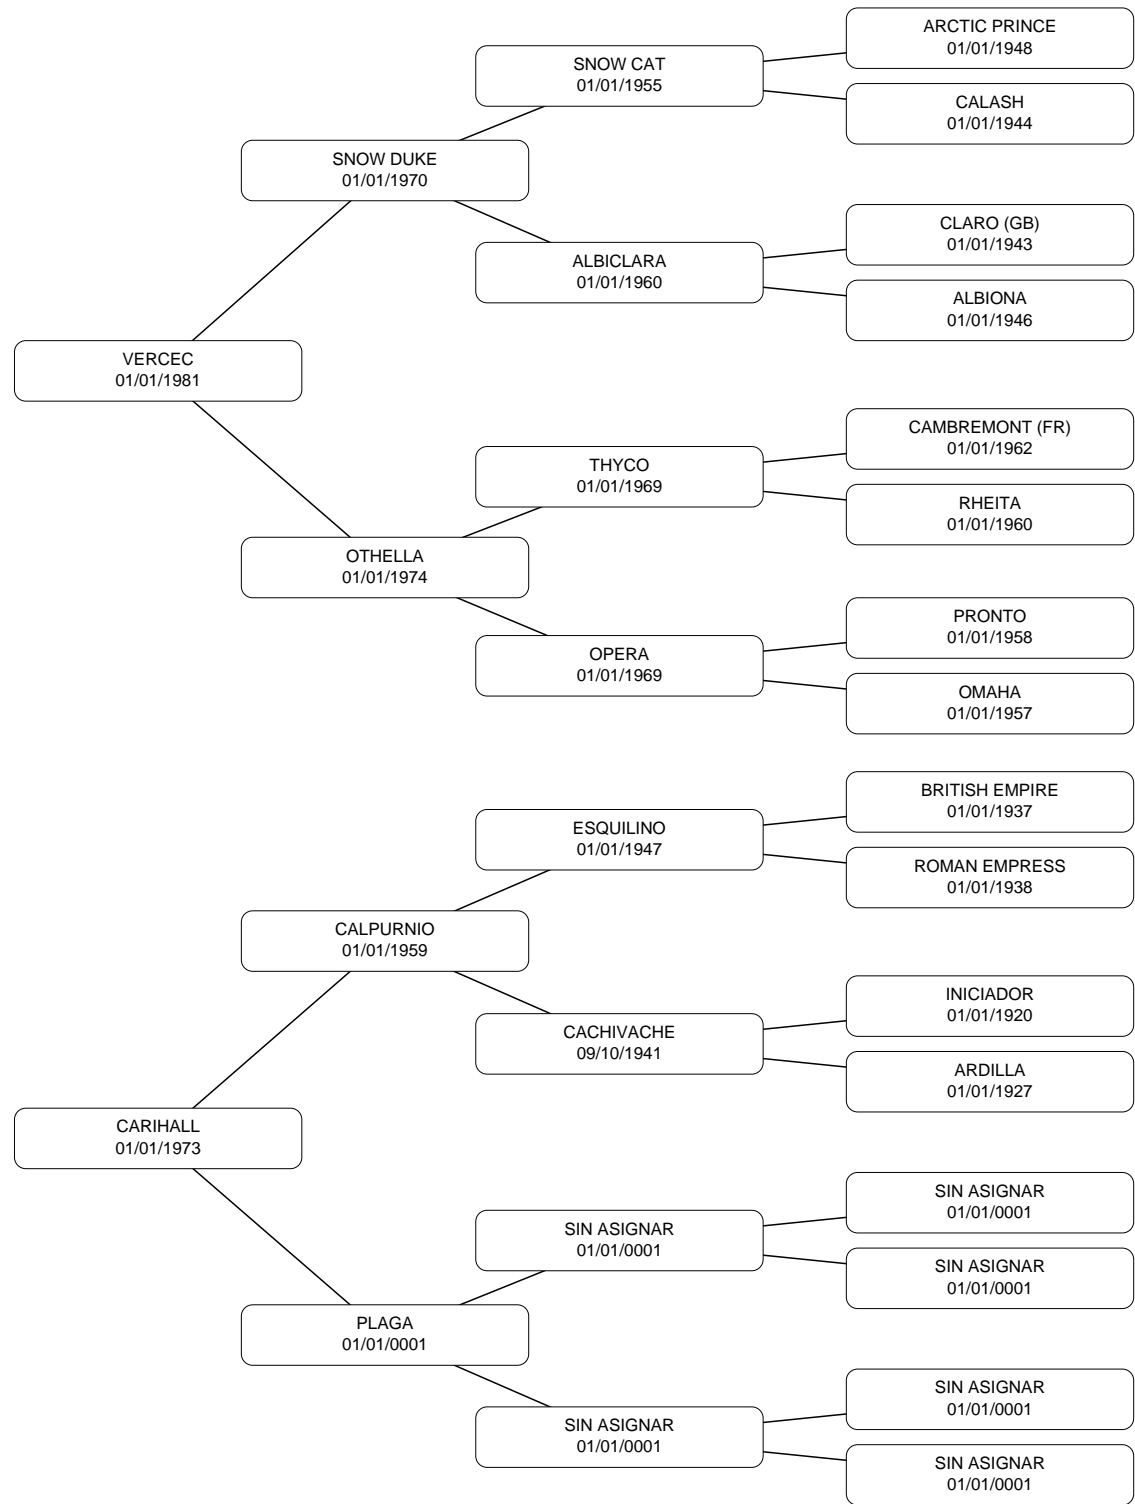 ARCTIC PRINCE
01/01/1948
SNOW CAT
01/01/1955
CALASH
01/01/1944
SNOW DUKE
01/01/1970
CLARO (GB)
01/01/1943
ALBICLARA
01/01/1960
ALBIONA
01/01/1946
VERCEC
01/01/1981
CAMBREMONT (FR)
01/01/1962
THYCO
01/01/1969
RHEITA
01/01/1960
OTHELLA
01/01/1974
PRONTO
01/01/1958
OPERA
01/01/1969
OMAHA
01/01/1957
BRITISH EMPIRE
01/01/1937
ESQUILINO
01/01/1947
ROMAN EMPRESS
01/01/1938
CALPURNIO
01/01/1959
INICIADOR
01/01/1920
CACHIVACHE
09/10/1941
ARDILLA
01/01/1927
CARIHALL
01/01/1973
SIN ASIGNAR
01/01/0001
SIN ASIGNAR
01/01/0001
SIN ASIGNAR
01/01/0001
PLAGA
01/01/0001
SIN ASIGNAR
01/01/0001
SIN ASIGNAR
01/01/0001
SIN ASIGNAR
01/01/0001